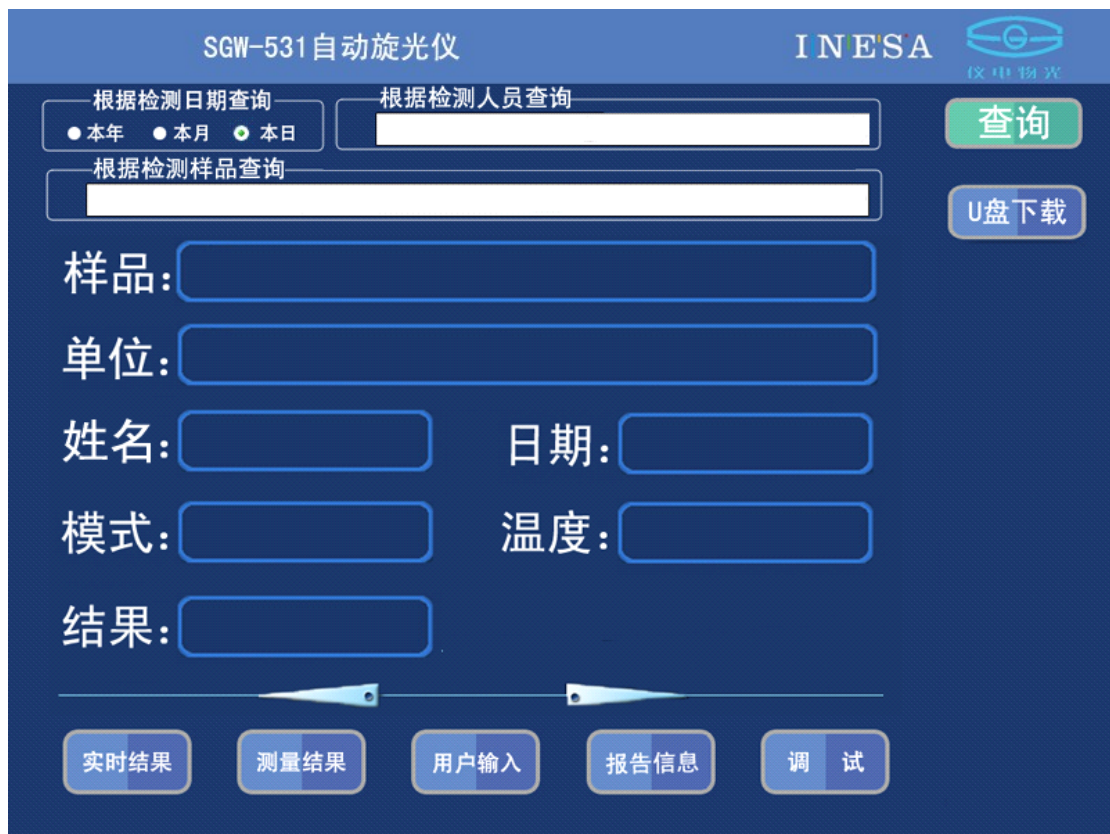 SGW-531自动旋光仪
INESA
仪电物光
根据检测日期查询
根据检测人员查询
查询
本年 本月 本日
根据检测样品查询
U盘下载
样品：
单位：
姓名：
日期：
模式：
温度：
结果：
实时结果 测量结果 用户输入 报告信息 调 试